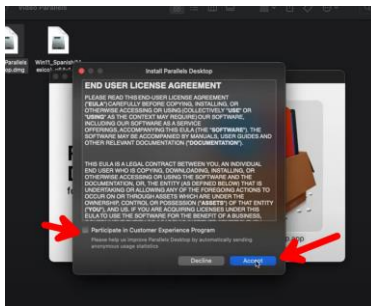 Install Parallels
Parallels
op.dmg
Win11_Spanish
Install Parallels Desktop
END USER LICENSE AGREEMENT
PLEASE READ THIS END-USER LICENSE AGREEMENT
("EULA") CAREFULLY BEFORE COPYING, INSTALLING, OR
OTHERWISE ACCESSING OR USING (COLLECTIVELY "USE" OR
"USING" AS THE CONTEXT MAY REQUIRE) OUR SOFTWARE,
INCLUDING OUR SOFTWARE AS A SERVICE
OFFERINGS, ACCOMPANYING THIS EULA (THE "SOFTWARE"). THE
SOFTWARE MAY BE ACCOMPANIED BY MANUALS, USER GUIDES AND
OTHER RELEVANT DOCUMENTATION ("DOCUMENTATION").
THIS EULA IS A LEGAL CONTRACT BETWEEN YOU, AN INDIVIDUAL
END USER WHO IS COPYING, DOWNLOADING, INSTALLING, OR
OTHERWISE ACCESSING OR USING THE SOFTWARE AND THE
DOCUMENTATION, OR, THE ENTITY (AS DEFINED BELOW) THAT IS
UNDERTAKING OR ALLOWING ANY OF THE FOREGOING ACTIONS TO
OCCUR ON OR THROUGH ASSETS WHICH ARE UNDER THE
OWNERSHIP, CONTROL, OR POSSESSION ("ASSETS") OF THAT ENTITY
("YOU"), AND US. IF YOU ARE ACQUIRING LICENSES UNDER THIS
EULA TO USE THE SOFTWARE FOR THE BENEFIT OF A BUSINESS,
Participate in Customer Experience Program
Please help us improve Parallels Desktop by automatically sending
anonymous usage statistics
Decline
Accept